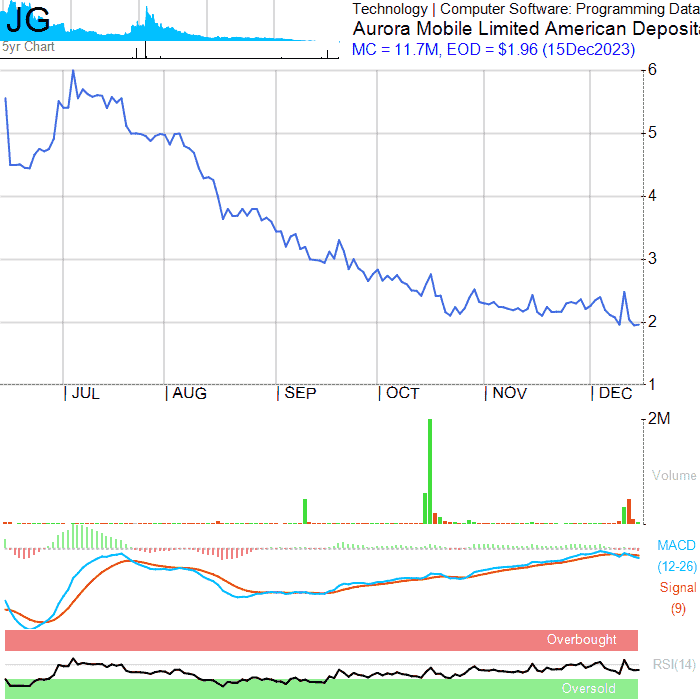 JG
5yr Chart
Technology | Computer Software: Programming Data
Aurora Mobile Limited American Deposit
MC = 11.7M, EOD = $1.96 (15Dec2023)
6
5
4
3
2
1
JUL AUG SEP OCT NOV DEC
2M
Volume
MACD
(12-26)
Signal
(9)
Overbought
RSI(14)
Oversold